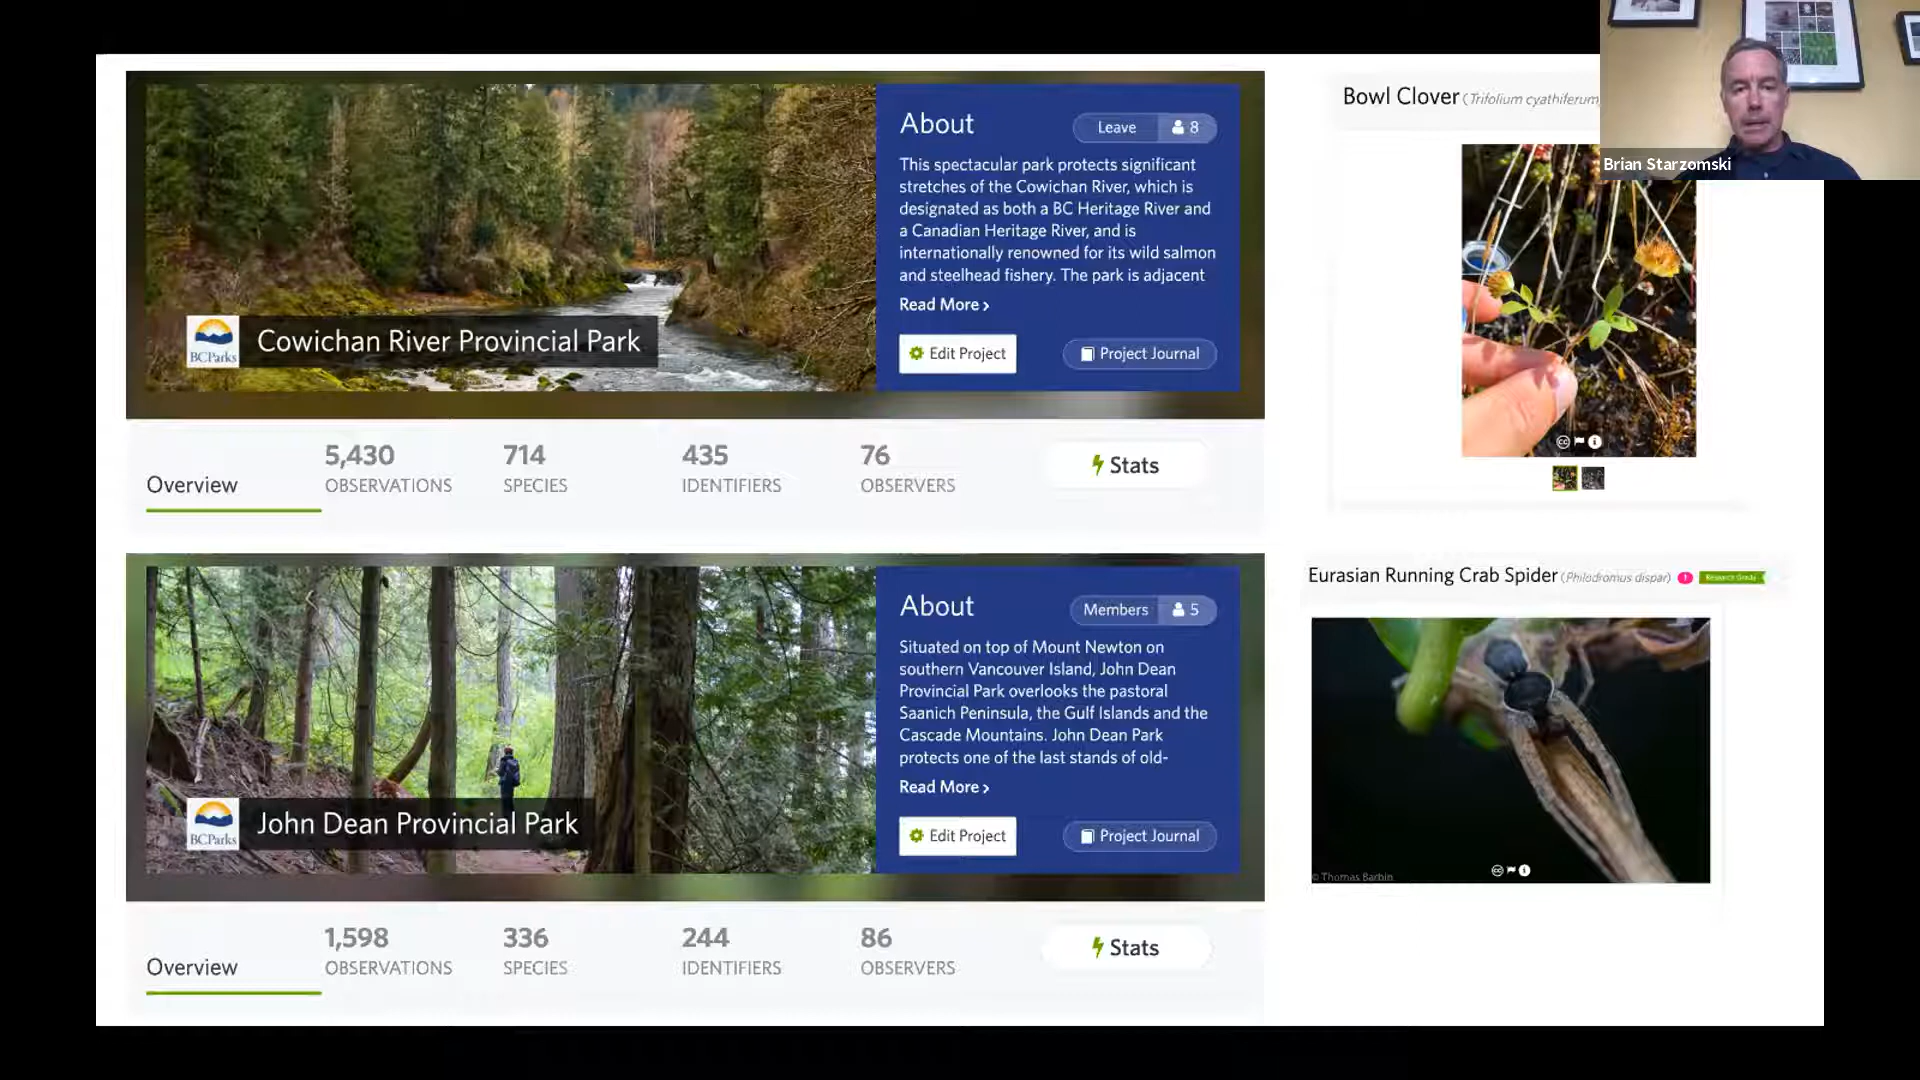 About
Leave 8
This spectacular park protects significant
stretches of the Cowichan River, which is
designated as both a BC Heritage River and
a Canadian Heritage River, and is
internationally renowned for its wild salmon
and steelhead fishery. The park is adjacent
Read More ›
BCParks
Cowichan River Provincial Park
Edit Project
Project Journal
Overview
5,430
OBSERVATIONS
714
SPECIES
435
IDENTIFIERS
76
OBSERVERS
Stats
Bowl Clover (Trifolium cyathiferum
cc
i
Brian Starzomski
About
Members 5
Situated on top of Mount Newton on
southern Vancouver Island, John Dean
Provincial Park overlooks the pastoral
Saanich Peninsula, the Gulf Islands and the
Cascade Mountains. John Dean Park
protects one of the last stands of old-
Read More ›
BCParks
John Dean Provincial Park
Edit Project
Project Journal
Overview
1,598
OBSERVATIONS
336
SPECIES
244
IDENTIFIERS
86
OBSERVERS
Stats
Eurasian Running Crab Spider (Philodromus dispar) ! Research Grade
© Thomas Barbin
cc
i